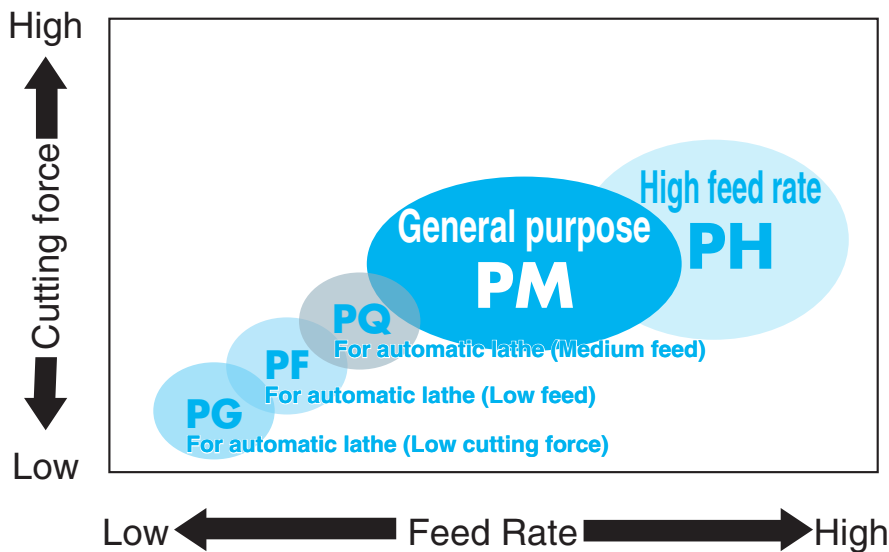 High
Cutting force
Low
High feed rate
PH
General purpose
PM
PQ
For automatic lathe (Medium feed)
PF
For automatic lathe (Low feed)
PG
For automatic lathe (Low cutting force)
Low
Feed Rate
High